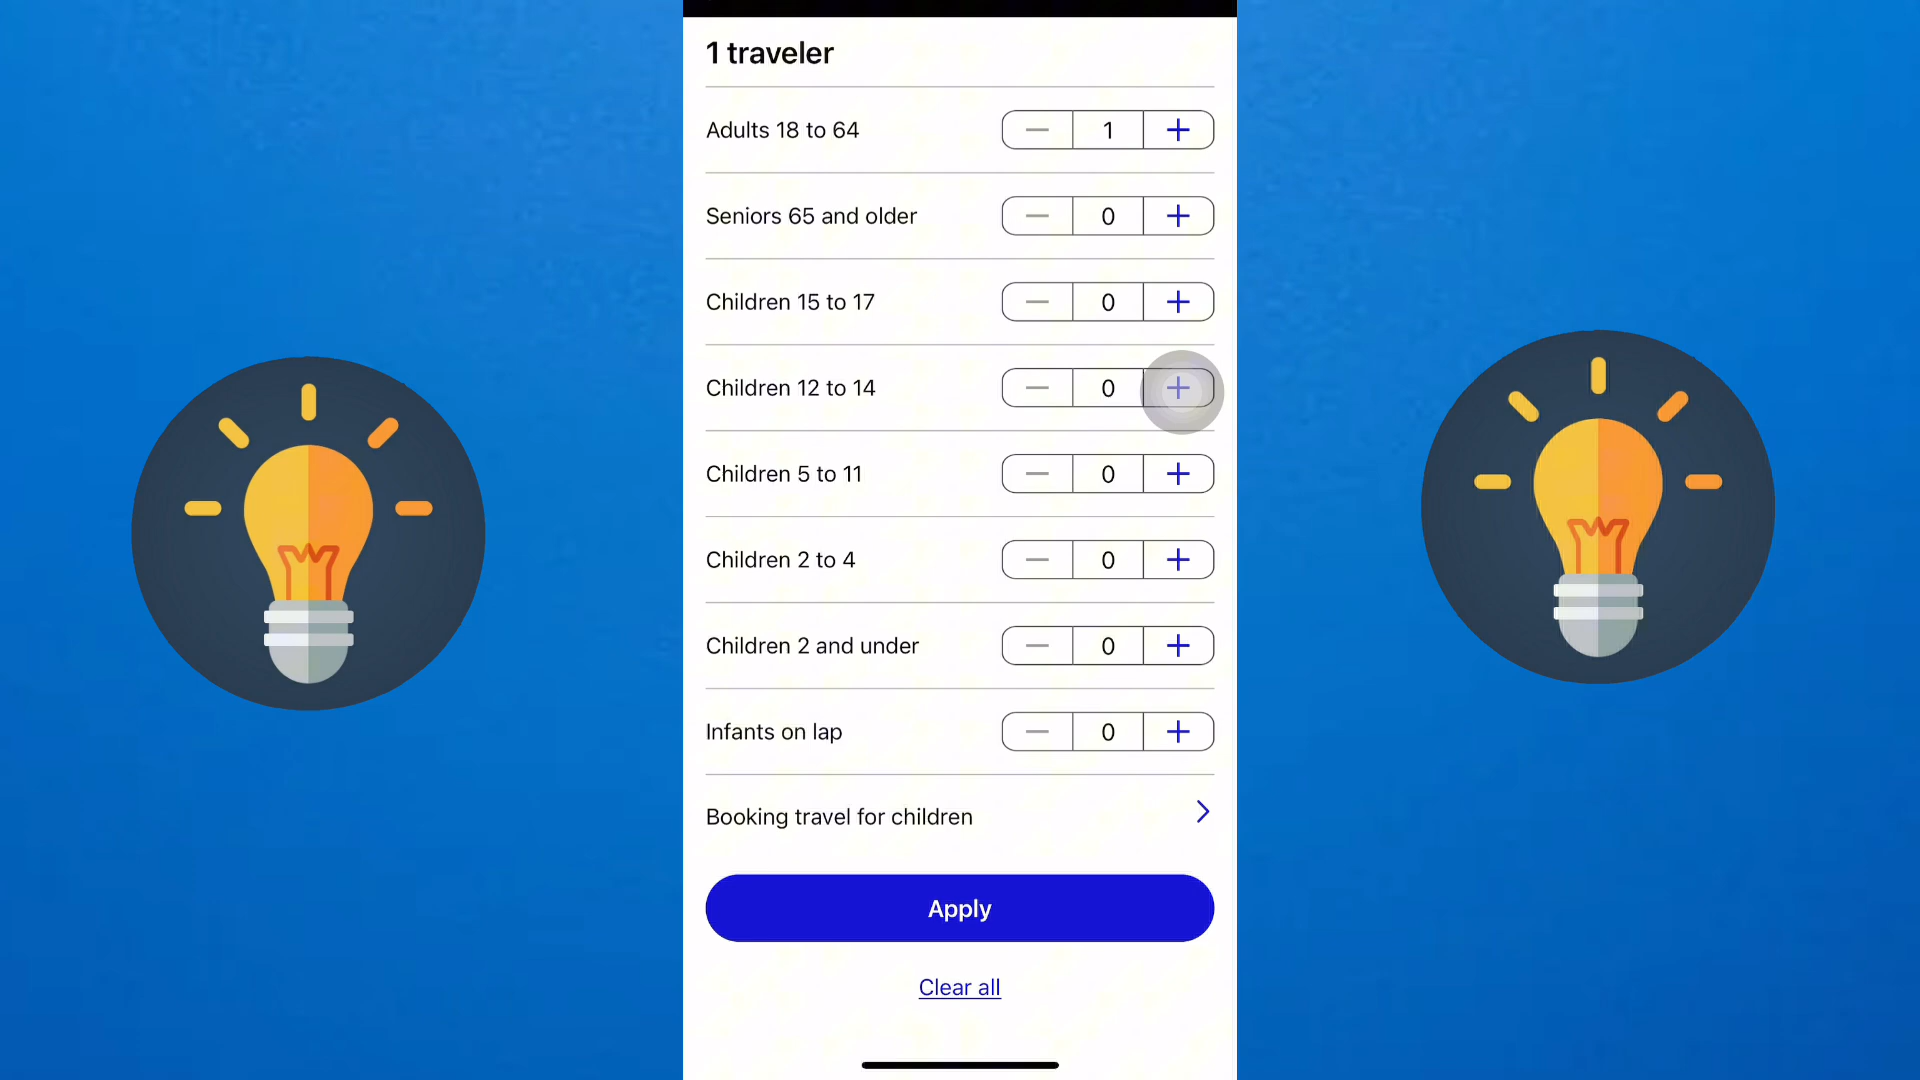 1 traveler
Adults 18 to 64 1
Seniors 65 and older 0
Children 15 to 17 0
Children 12 to 14 0
Children 5 to 11 0
Children 2 to 4 0
Children 2 and under 0
Infants on lap 0
Booking travel for children
Apply
Clear all